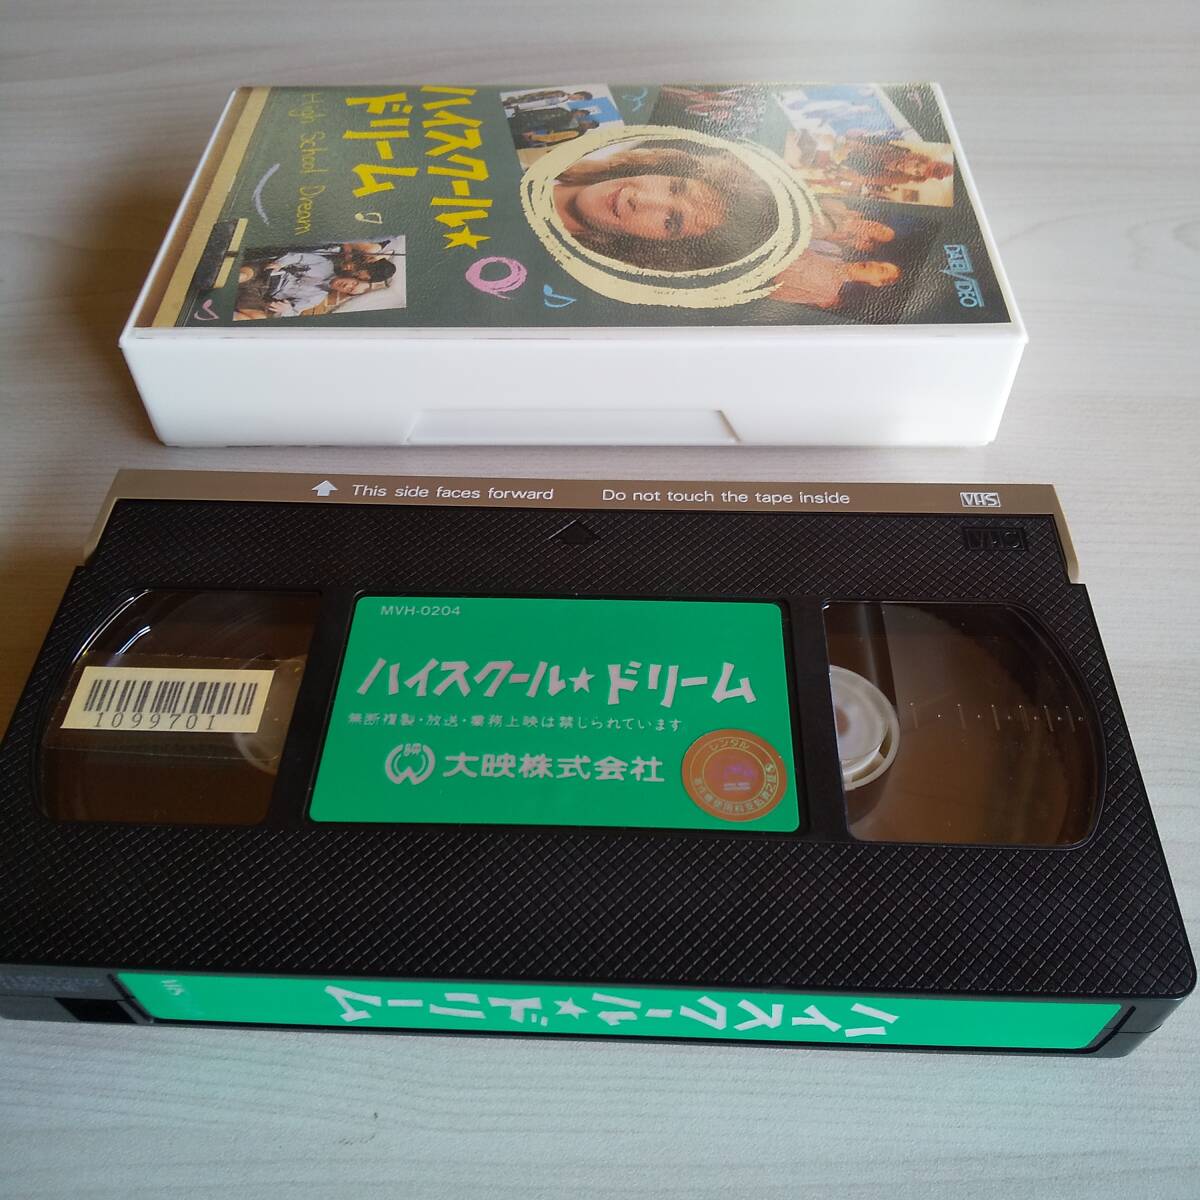 ハイスクール★
ドリーム。
High School Dream
DAIEI VIDEO
This side faces forward
Do not touch the tape inside
VHS
VHS
MVH-0204
ハイスクール★ドリーム
無断複製・放送・業務上映は禁じられています
大映株式会社
レンタル
1099701
ハイスクール★ドリーム
VHS